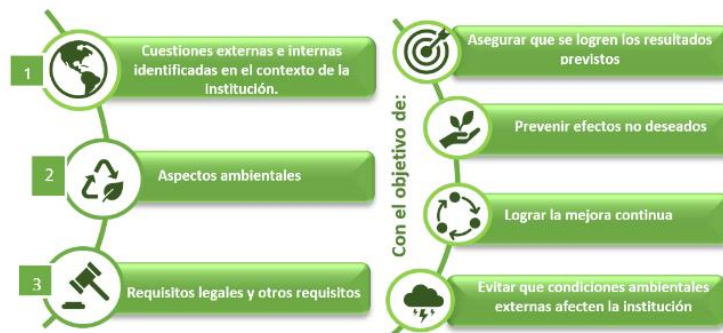 1
Cuestiones externas e internas
identificadas en el contexto de la
institución.
2
Aspectos ambientales
3
Requisitos legales y otros requisitos
Con el objetivo de:
Asegurar que se logren los resultados
previstos
Prevenir efectos no deseados
Lograr la mejora continua
Evitar que condiciones ambientales
externas afecten la institución